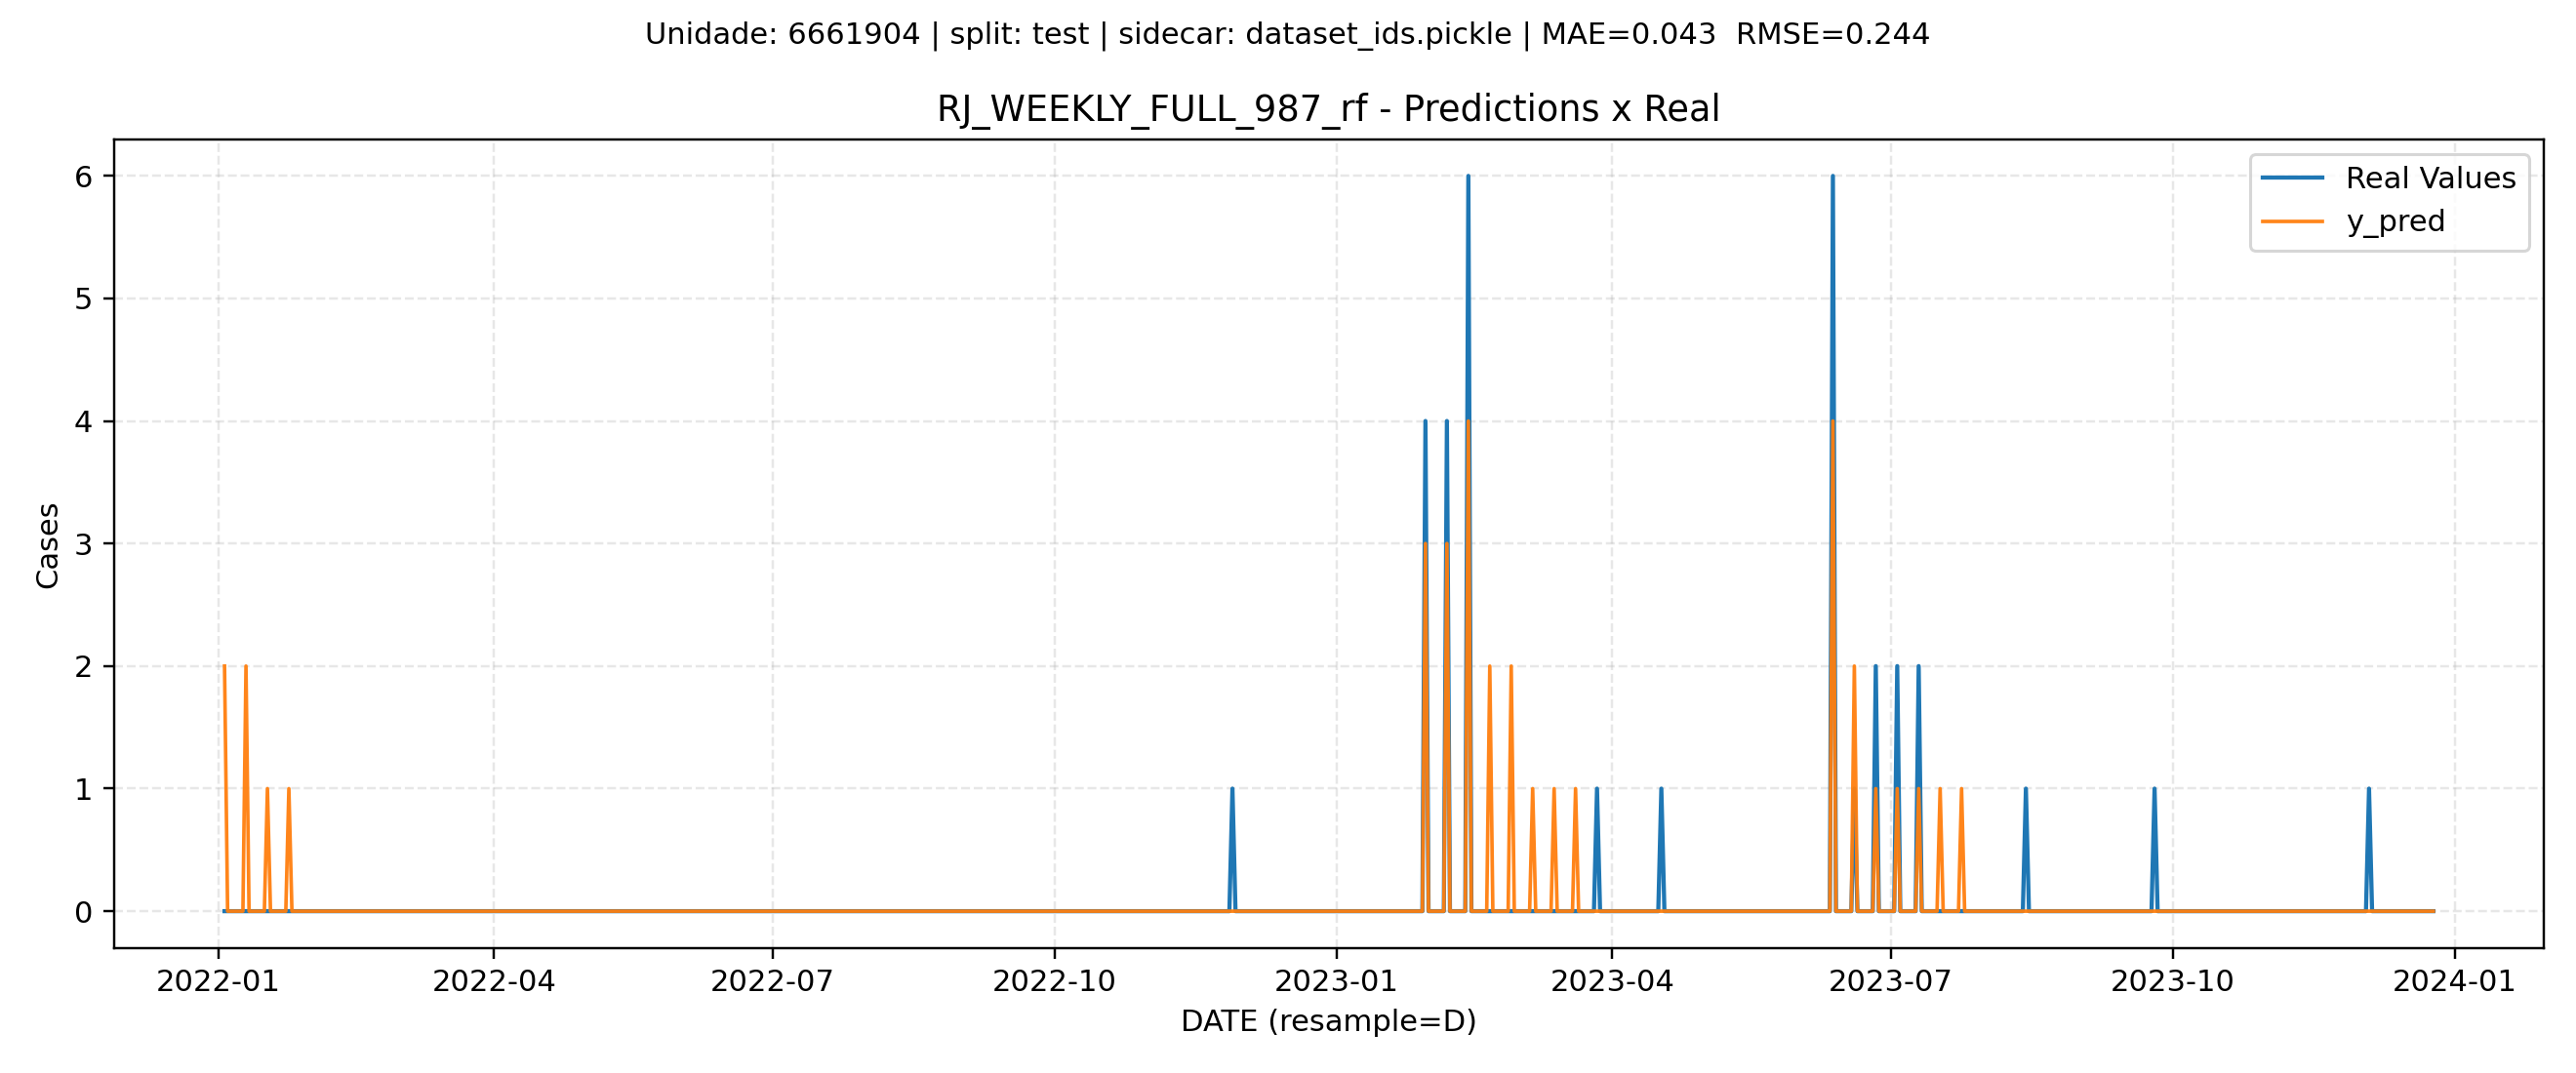 Unidade: 6661904 | split: test | sidecar: dataset_ids.pickle | MAE=0.043  RMSE=0.244
RJ_WEEKLY_FULL_987_rf - Predictions x Real
Real Values
y_pred
Cases
6
5
4
3
2
1
0
2022-01 2022-04 2022-07 2022-10 2023-01 2023-04 2023-07 2023-10 2024-01
DATE (resample=D)